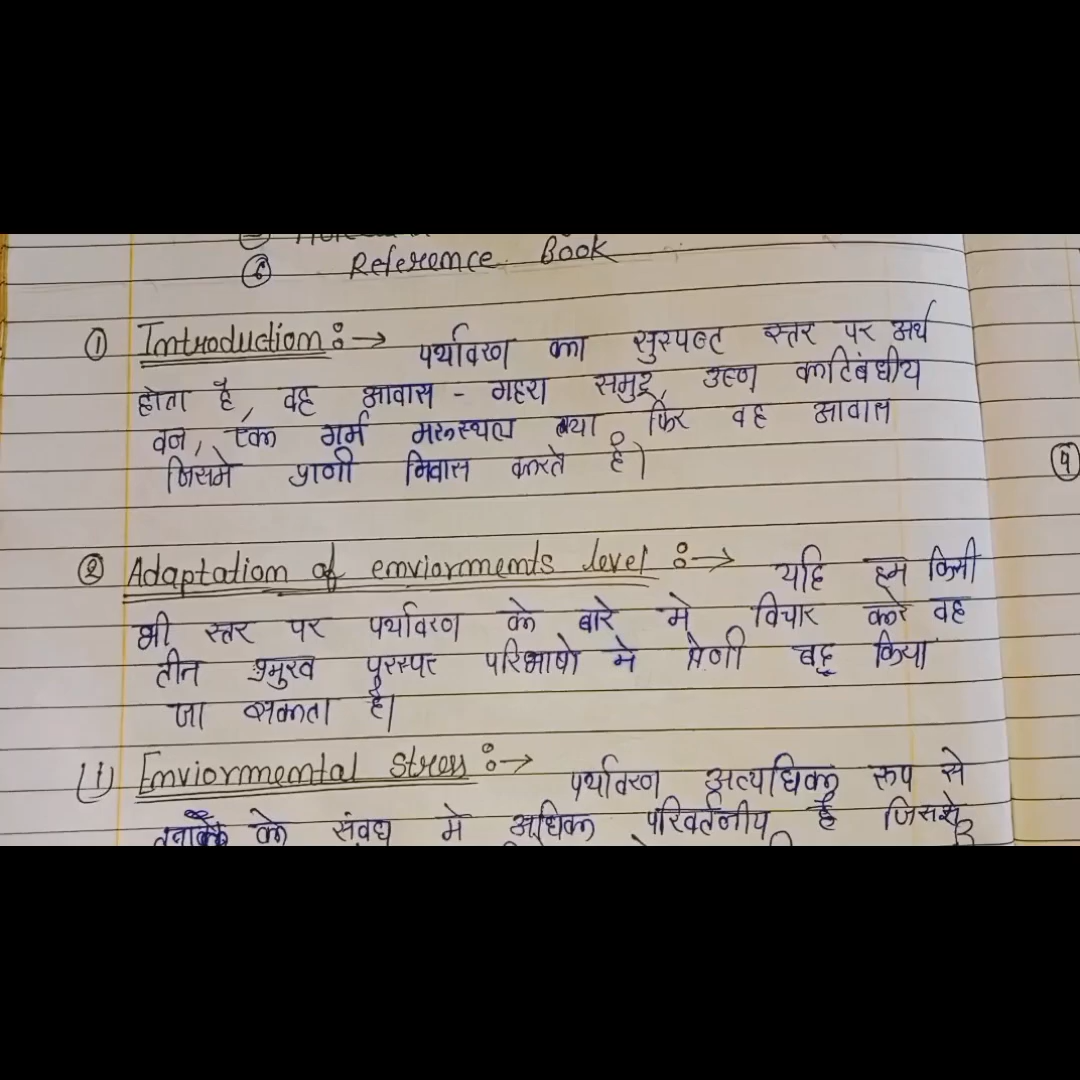 ⑥ Reference Book
① Introduction :→ पर्यावरण का सुस्पष्ट स्तर पर अर्थ
होता है, वह आवास - गहरा समुद्र, उष्ण कटिबंधीय
वन, एक गर्म मरूस्थल या फिर वह आवास
जिसमे प्राणी निवास करते है।
④
② Adaptation of enviorments level :→ यदि हम किसी
भी स्तर पर पर्यावरण के बारे मे विचार करे वह
तीन प्रमुख परस्पर परिभाषो मे श्रेणी बद्द किया
जा सकता है।
(i) Enviormental stress :→ पर्यावरण अत्यधिक रूप से
के संबध मे अधिक परिवर्तनीय है